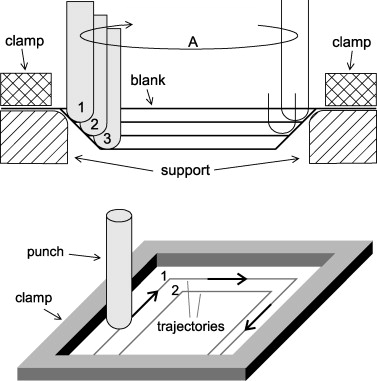 clamp
A
clamp
blank
1
2
3
support
punch
1
2
clamp
trajectories